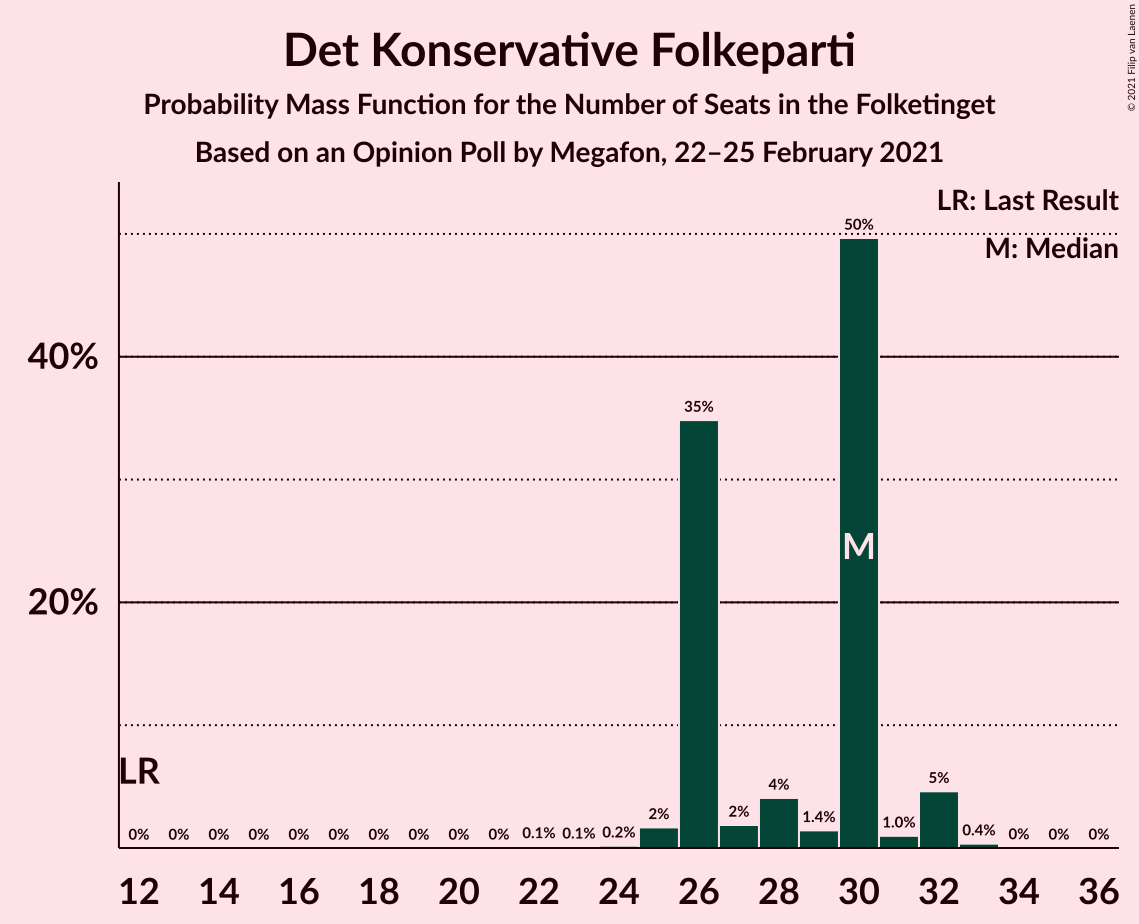 Det Konservative Folkeparti
Probability Mass Function for the Number of Seats in the Folketinget
Based on an Opinion Poll by Megafon, 22–25 February 2021
© 2021 Filip van Laenen
LR: Last Result
M: Median
50%
40%
35%
M
20%
LR
0% 0% 0% 0% 0% 0% 0% 0% 0% 0% 0.1% 0.1% 0.2% 2% 2% 4% 1.4% 1.0% 5% 0.4% 0% 0% 0%
12 14 16 18 20 22 24 26 28 30 32 34 36